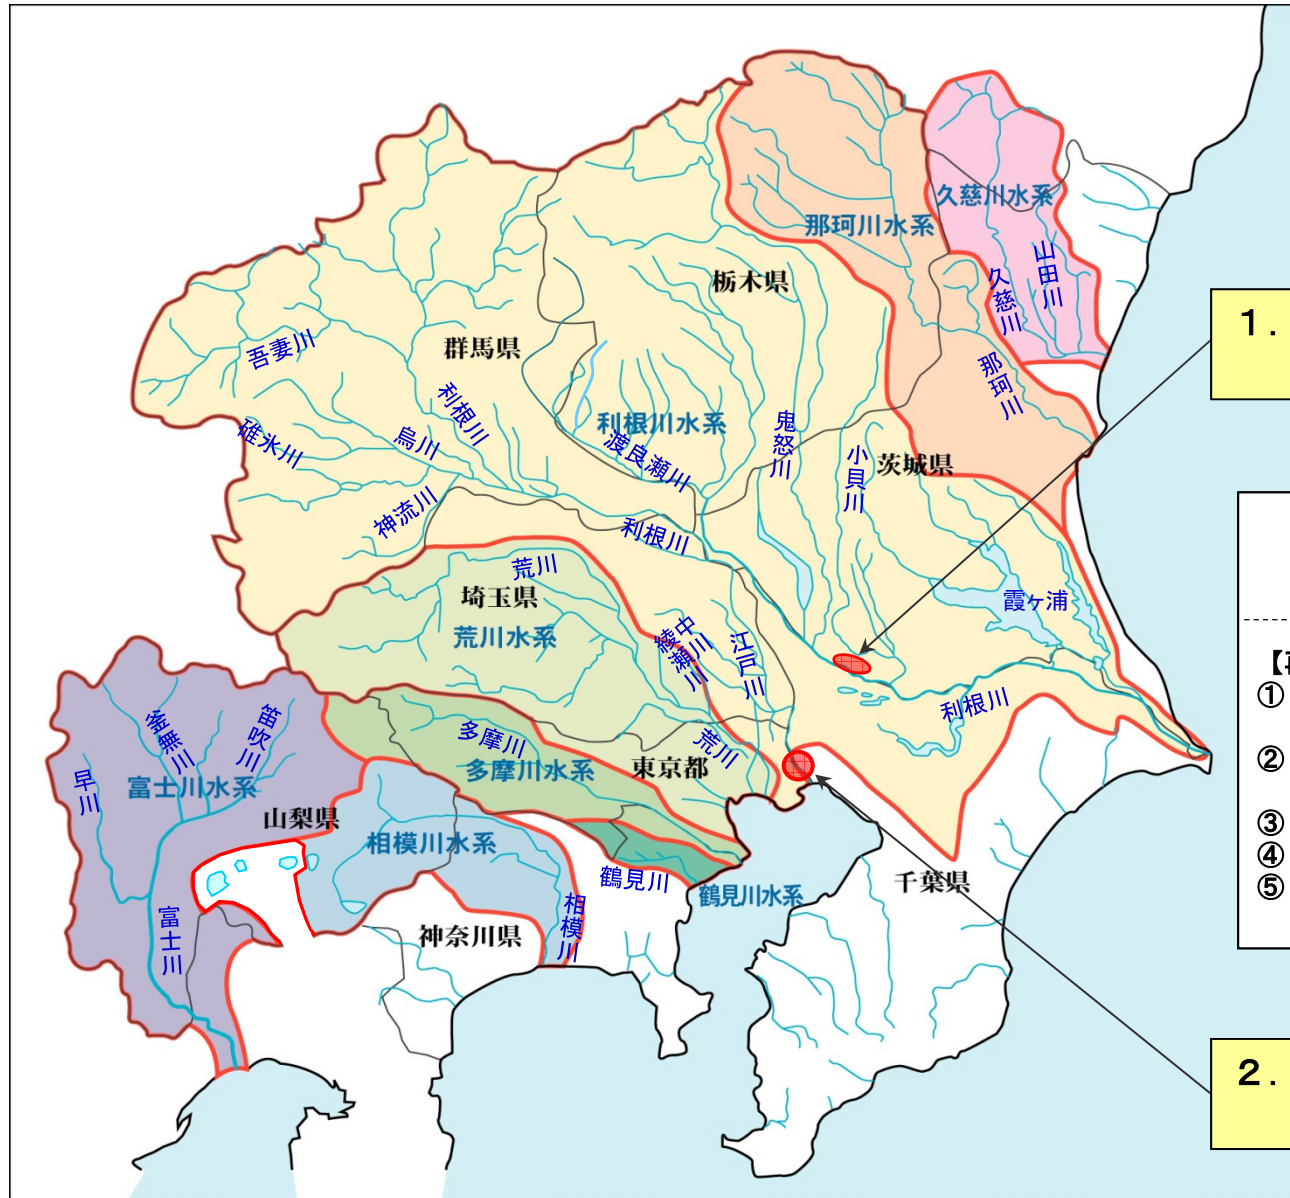 那珂川水系
久慈川水系
山田川
久慈川
那珂川
栃木県
群馬県
吾妻川
利根川
碓氷川
烏川
神流川
利根川水系
渡良瀬川
鬼怒川
小貝川
茨城県
利根川
霞ヶ浦
荒川
埼玉県
荒川水系
綾瀬川
中川
江戸川
利根川
釜無川
笛吹川
早川
富士川水系
山梨県
多摩川
多摩川水系
東京都
荒川
相模川水系
鶴見川
鶴見川水系
千葉県
富士川
神奈川県
相模川
1.
①
②
③
④
⑤
2.